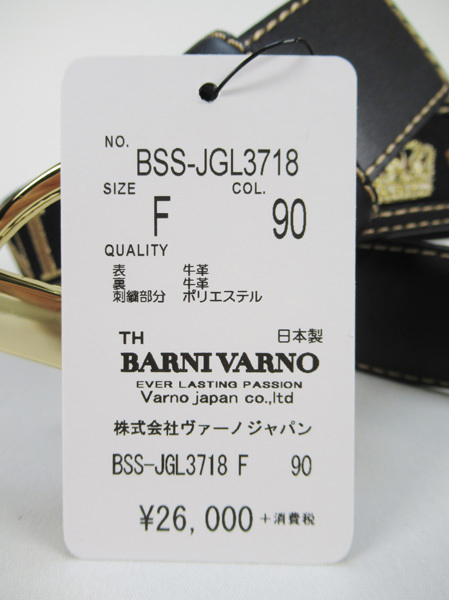 NO.
BSS-JGL3718
SIZE COL.
F 90
QUALITY
表 牛革
裏 牛革
刺繍部分 ポリエステル
TH 日本製
BARNI VARNO
EVER LASTING PASSION
Varno japan co.,ltd
株式会社ヴァーノジャパン
BSS-JGL3718 F 90
¥26,000 +消費税